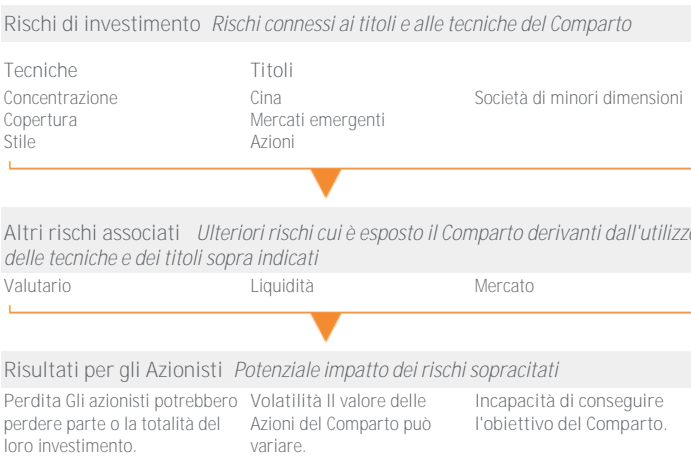 Rischi di investimento Rischi connessi ai titoli e alle tecniche del Comparto
Tecniche
Concentrazione
Copertura
Stile
Titoli
Cina
Mercati emergenti
Azioni
Società di minori dimensioni
Altri rischi associati Ulteriori rischi cui è esposto il Comparto derivanti dall'utilizzo
delle tecniche e dei titoli sopra indicati
Valutario
Liquidità
Mercato
Risultati per gli Azionisti Potenziale impatto dei rischi sopracitati
Perdita Gli azionisti potrebbero
perdere parte o la totalità del
loro investimento.
Volatilità Il valore delle
Azioni del Comparto può
variare.
Incapacità di conseguire
l'obiettivo del Comparto.